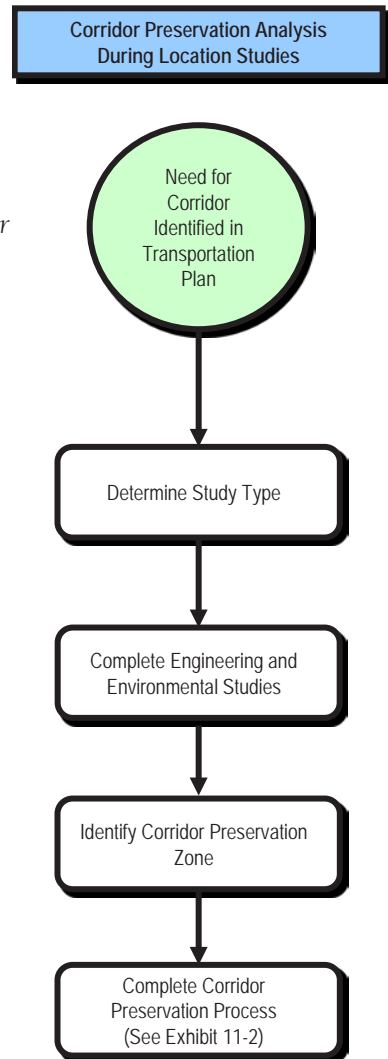 Corridor Preservation Analysis
During Location Studies
Need for
Corridor
Identified in
Transportation
Plan
Determine Study Type
Complete Engineering and
Environmental Studies
Identify Corridor Preservation
Zone
Complete Corridor
Preservation Process
(See Exhibit 11-2)